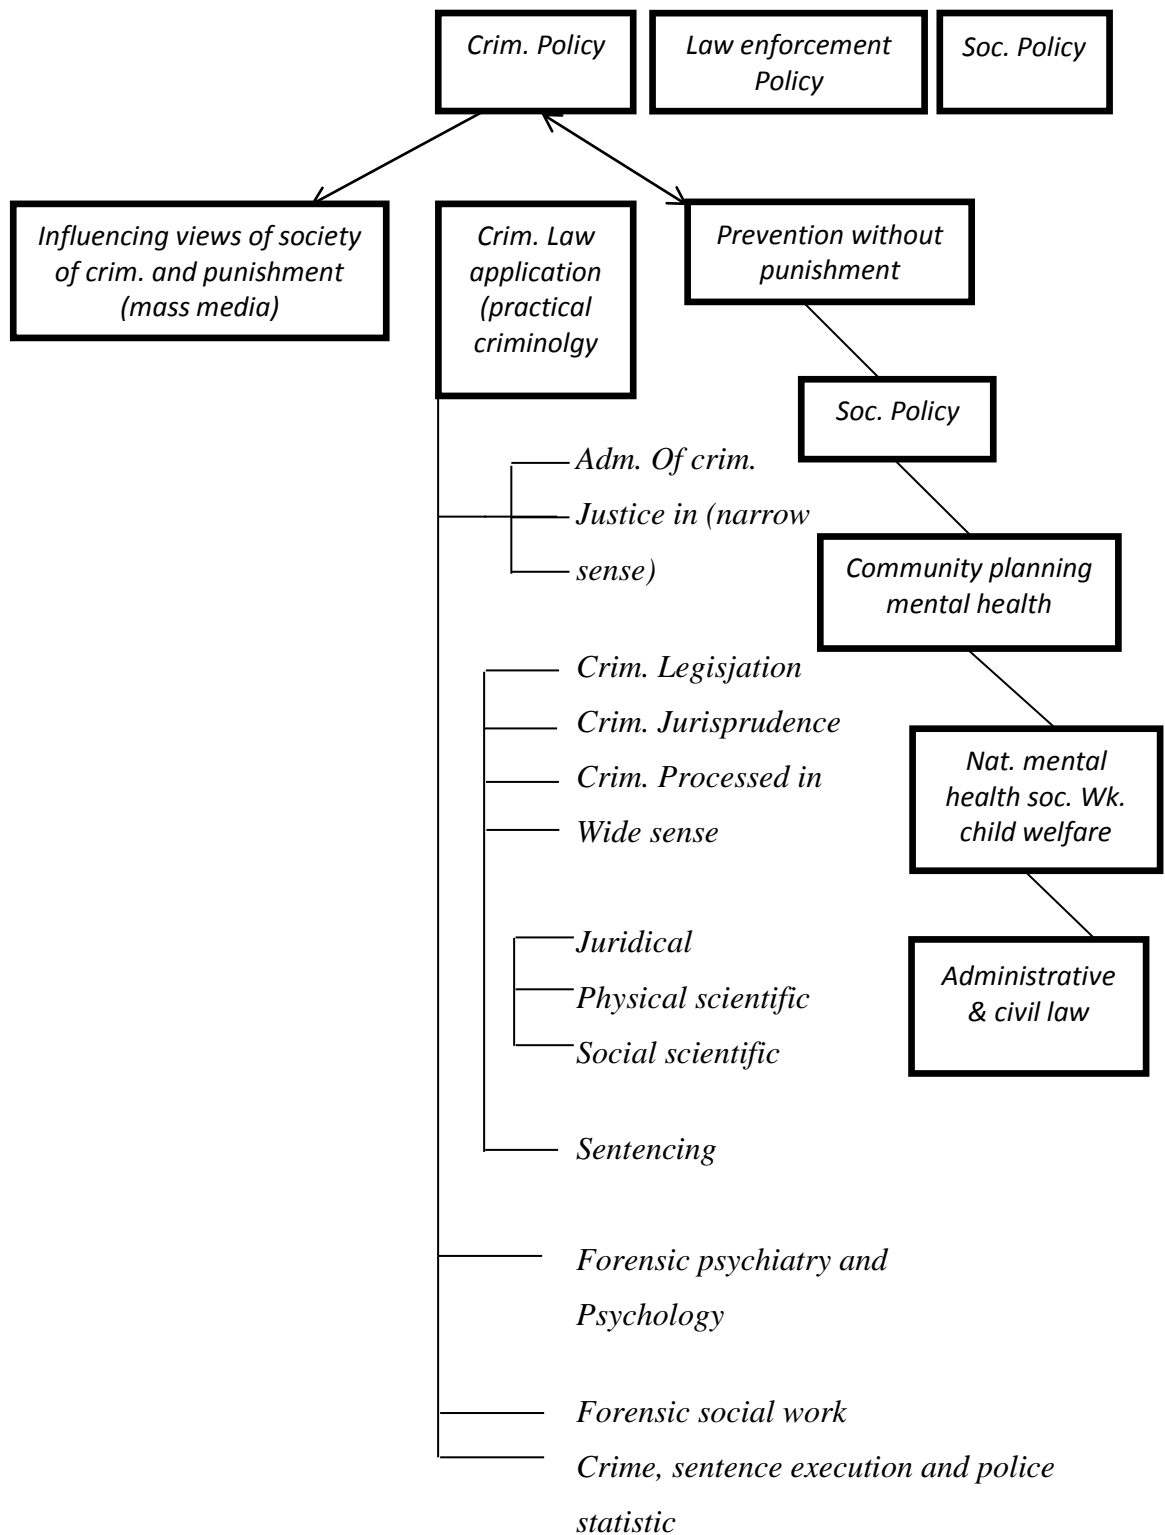 Crim. Policy
Law enforcement
Policy
Soc. Policy
Influencing views of society
of crim. and punishment
(mass media)
Crim. Law
application
(practical
criminolgy
Prevention without
punishment
Soc. Policy
Adm. Of crim.
Justice in (narrow
sense)
Community planning
mental health
Crim. Legisjation
Crim. Jurisprudence
Crim. Processed in
Wide sense
Nat. mental
health soc. Wk.
child welfare
Juridical
Physical scientific
Social scientific
Administrative
& civil law
Sentencing
Forensic psychiatry and
Psychology
Forensic social work
Crime, sentence execution and police
statistic